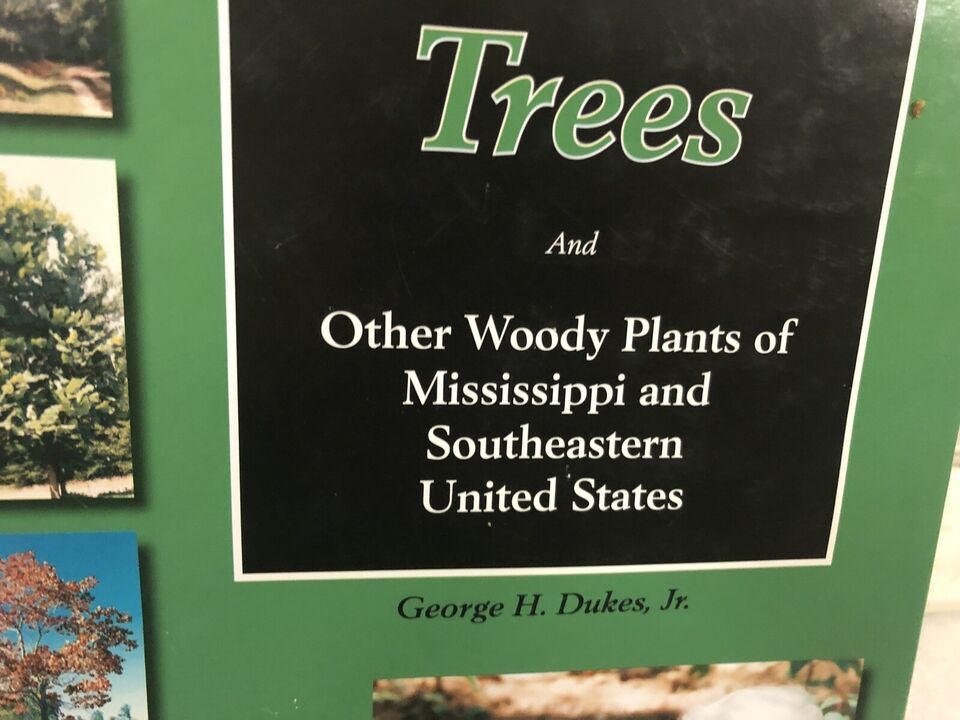 Trees
And
Other Woody Plants of
Mississippi and
Southeastern
United States
George H. Dukes, Jr.